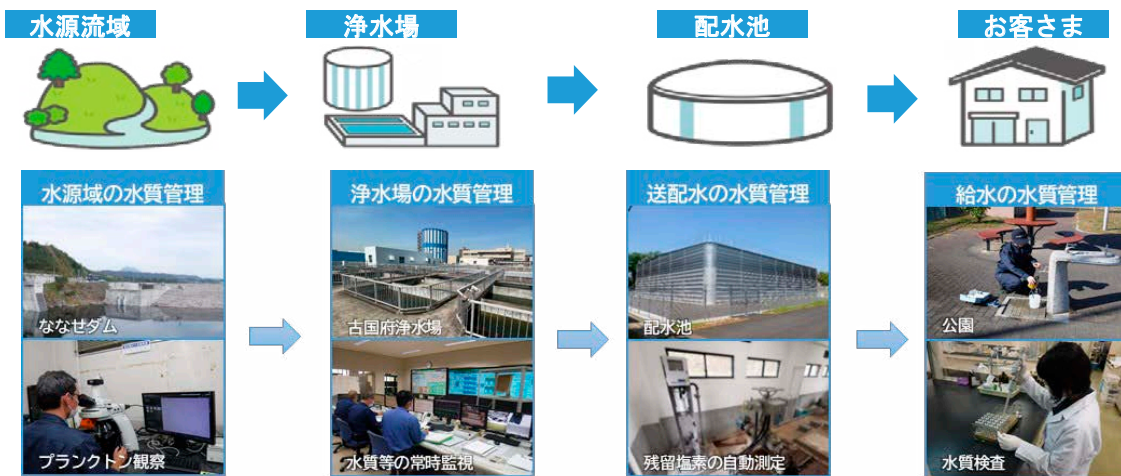 水源流域
浄水場
配水池
お客さま
水源域の水質管理
浄水場の水質管理
送配水の水質管理
給水の水質管理
ななせダム
古国府浄水場
配水池
公園
プランクトン観察
水質等の常時監視
残留塩素の自動測定
水質検査